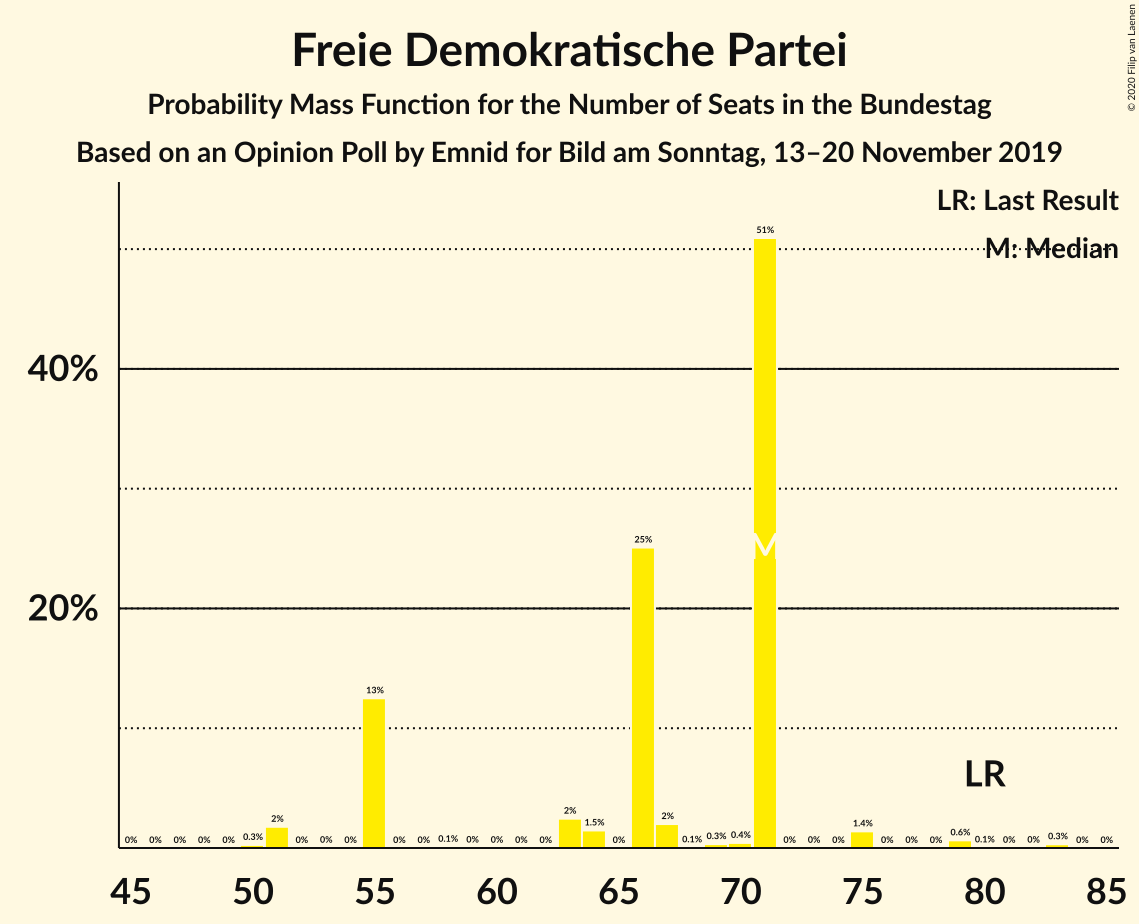 © 2020 Filip van Laenen
Freie Demokratische Partei
Probability Mass Function for the Number of Seats in the Bundestag
Based on an Opinion Poll by Emnid for Bild am Sonntag, 13–20 November 2019
LR: Last Result
M: Median
40%
20%
0% 0% 0% 0% 0% 0.3% 2% 0% 0% 0% 13% 0% 0% 0.1% 0% 0% 0% 0% 2% 1.5% 0% 25% 2% 0.1% 0.3% 0.4% 51% 0% 0% 0% 1.4% 0% 0% 0% 0.6% 0.1% 0% 0% 0.3% 0% 0%
M
LR
45 50 55 60 65 70 75 80 85